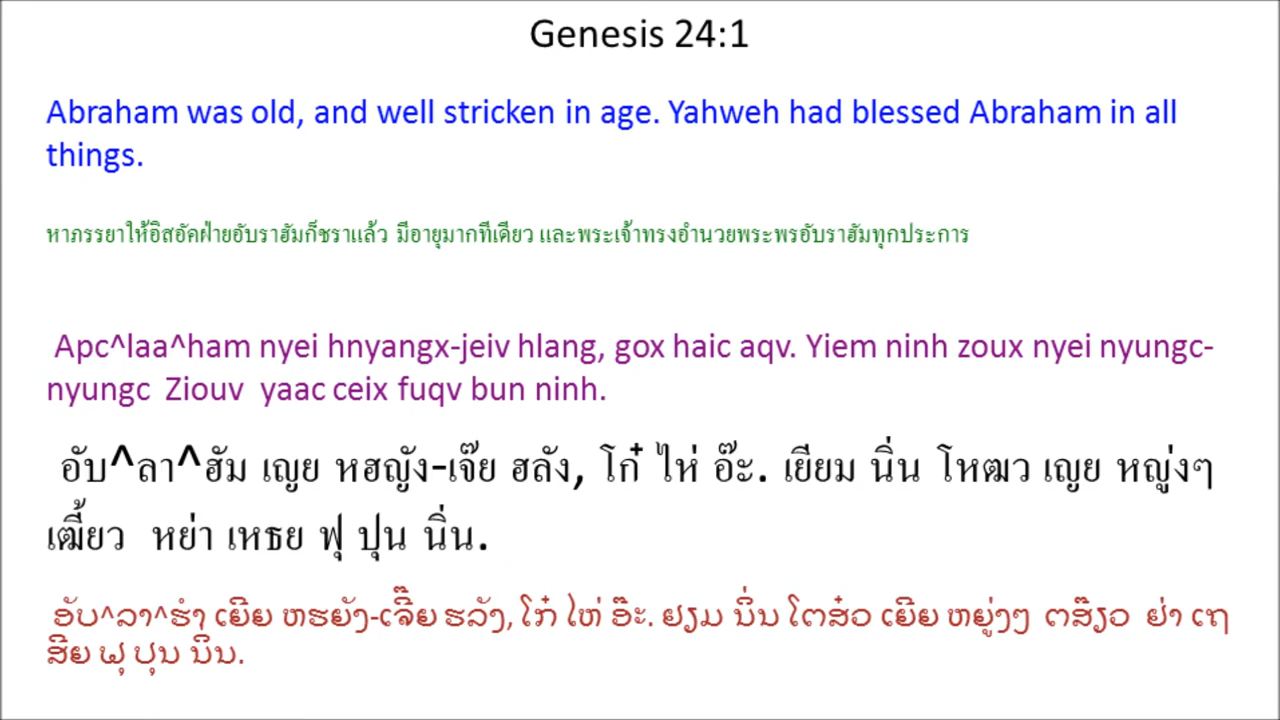 Genesis 24:1
Abraham was old, and well stricken in age. Yahweh had blessed Abraham in all
things.
หาภรรยาให้อิสอัคฝ่ายอับราฮัมก็ชราแล้ว มีอายุมากทีเดียว และพระเจ้าทรงอำนวยพระพรอับราฮัมทุกประการ
Apc^laa^ham nyei hnyangx-jeiv hlang, gox haic aqv. Yiem ninh zoux nyei nyungc-
nyungc Ziouv yaac ceix fuqv bun ninh.
อับ^ลา^ฮัม เญย หฮญัง-เจ๊ย ฮลัง, โก๋ ไห่ อ๊ะ. เยียม นิ่น โหฒว เญย หญู่งๆ
เฒี้ยว หย่า เหธย ฟุ ปุน นิ่น.
ອັບ^ລາ^ຮຳ ເຍີຍ ຫຮຍັງ-ເຈີ໊ຍ ຮລັງ, ໂກ໋ ໄຫ່ ອ໊ະ. ຢຽມ ນິ່ນ ໂຕສ໋ວ ເຍີຍ ຫຍູ່ງໆ ຕສ໊ຽວ ຢ່າ ເຖ
ສີຍ ຟຸ ປຸນ ນິນ.